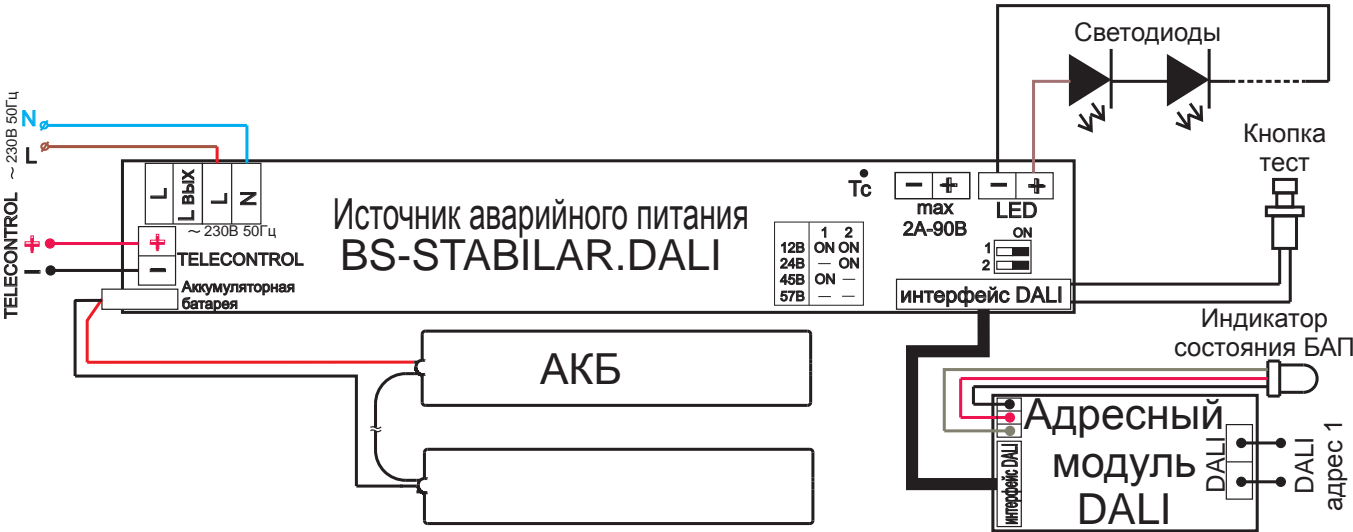 Светодиоды
Кнопка
тест
~ 230В 50Гц
N
L
TELECONTROL
+
−
L
L ВЫХ
L
N
~ 230В 50Гц
+
−
TELECONTROL
Аккумуляторная
батарея
Источник аварийного питания
BS-STABILAR.DALI
Tc
− +
max
2А-90В
− +
LED
ON
1
2
1 2
12В ON ON
24В — ON
45В ON —
57В — —
интерфейс DALI
Индикатор
состояния БАП
АКБ
Адресный
модуль
DALI
интерфейс DALI
DALI
DALI
адрес 1